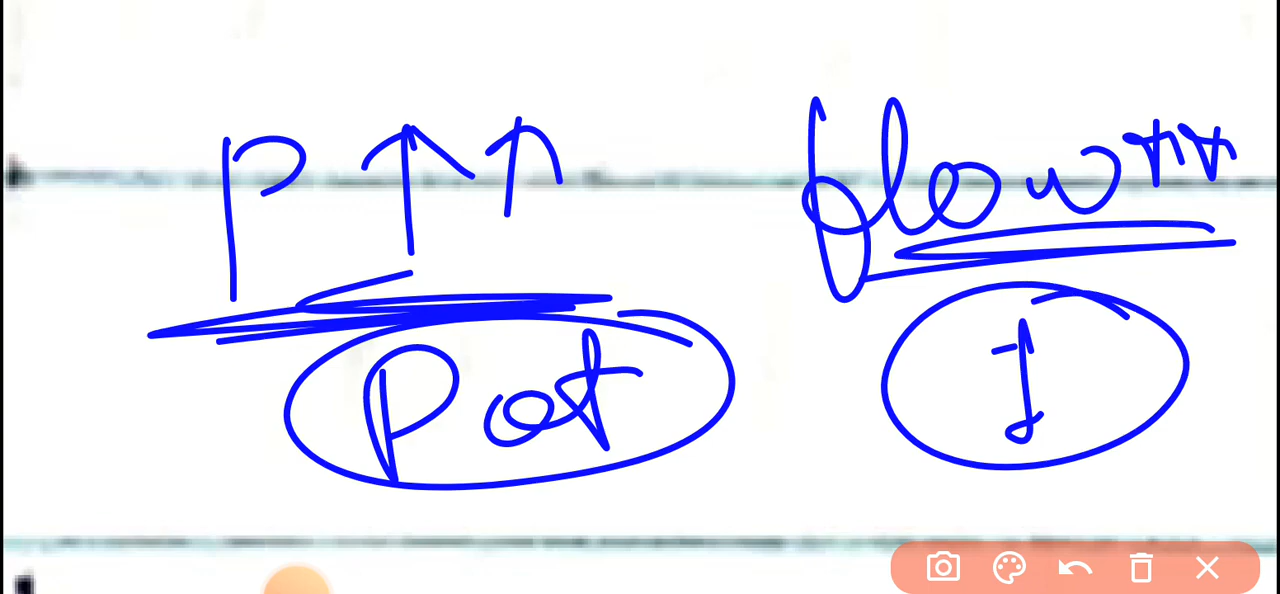 P ↑ ↑ flow ↑↑
Pot I